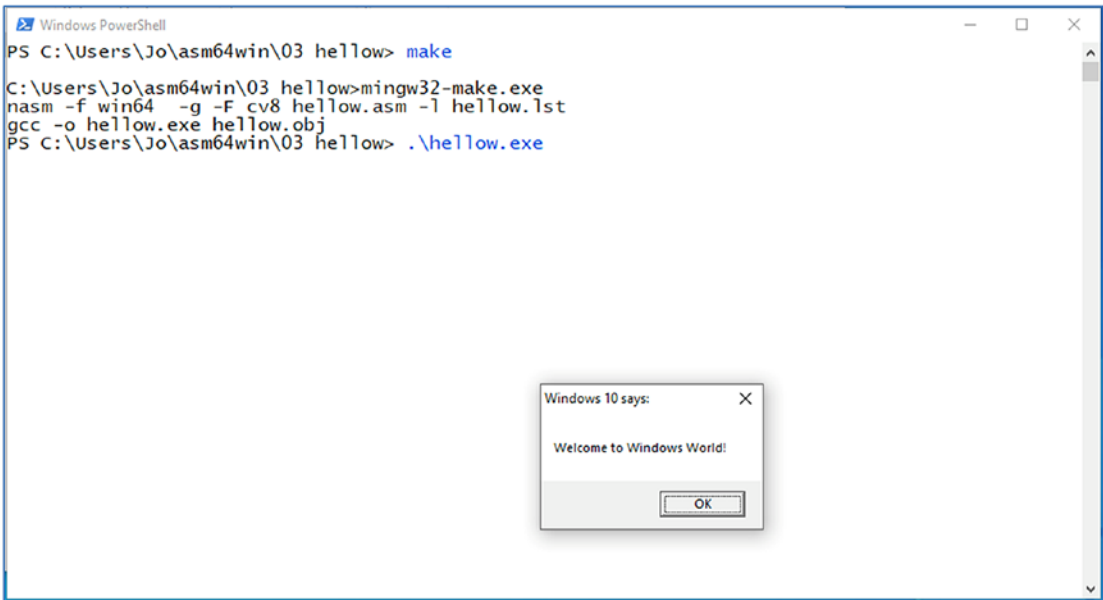 Windows PowerShell
PS C:\Users\Jo\asm64win\03 hellow> make
C:\Users\Jo\asm64win\03 hellow>mingw32-make.exe
nasm -f win64  -g -F cv8 hellow.asm -l hellow.lst
gcc -o hellow.exe hellow.obj
PS C:\Users\Jo\asm64win\03 hellow> .\hellow.exe
Windows 10 says:
Welcome to Windows World!
OK